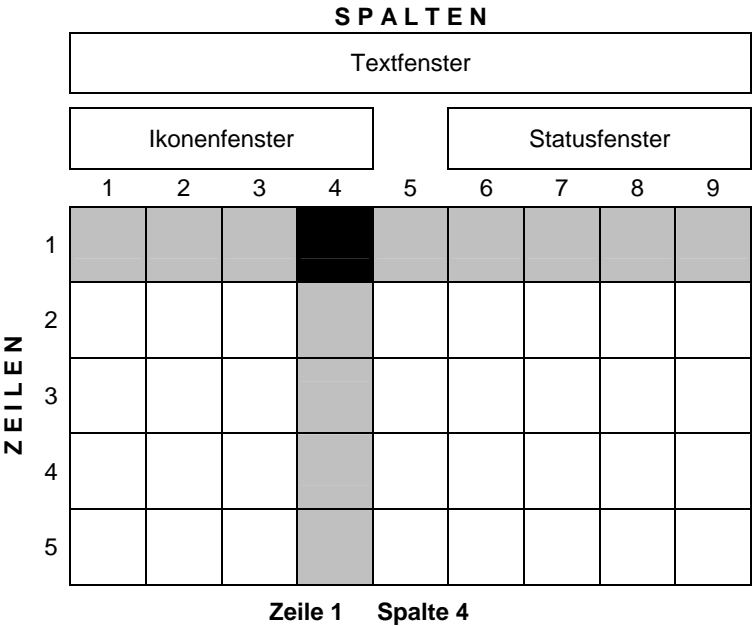 S P A L T E N
Textfenster
Ikonenfenster Statusfenster
1 2 3 4 5 6 7 8 9
1
2
3
4
5
Z E I L E N
Zeile 1 Spalte 4